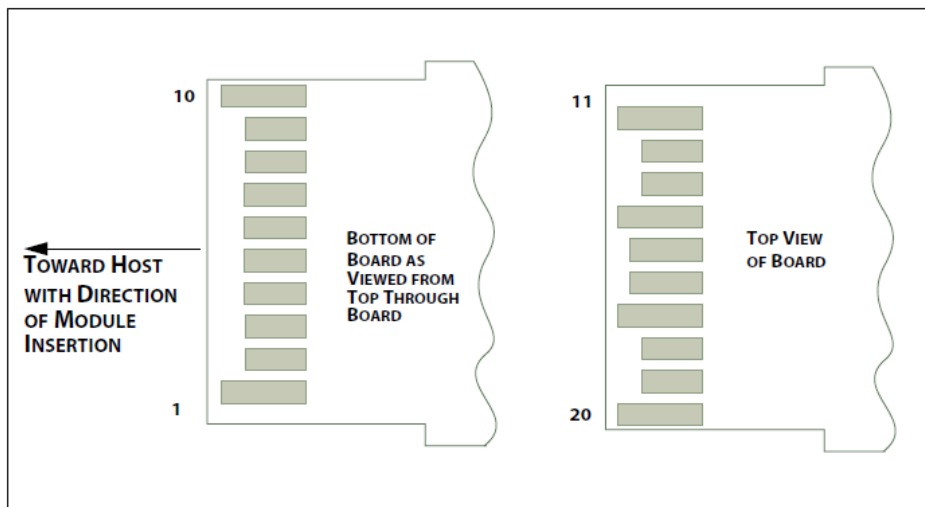 10
TOWARD HOST
WITH DIRECTION
OF MODULE
INSERTION
1
BOTTOM OF
BOARD AS
VIEWED FROM
TOP THROUGH
BOARD
11
TOP VIEW
OF BOARD
20